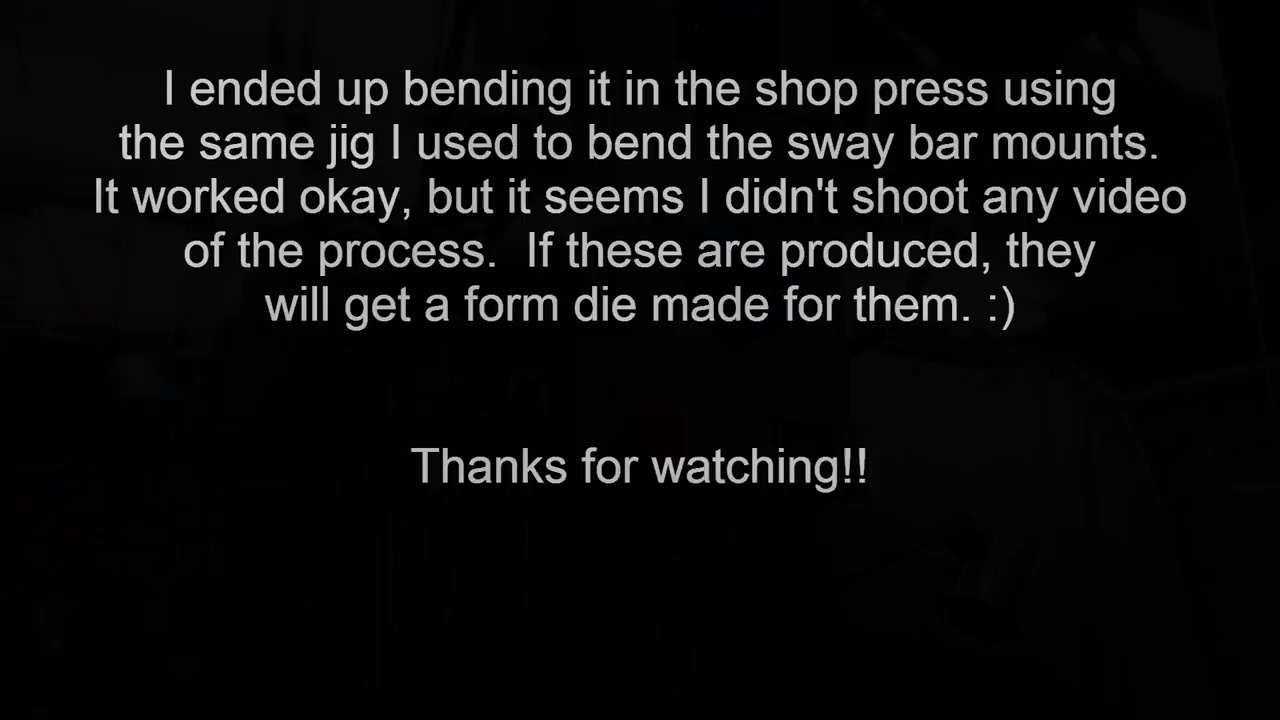 I ended up bending it in the shop press using
the same jig I used to bend the sway bar mounts.
It worked okay, but it seems I didn't shoot any video
of the process.  If these are produced, they
will get a form die made for them. :)
Thanks for watching!!